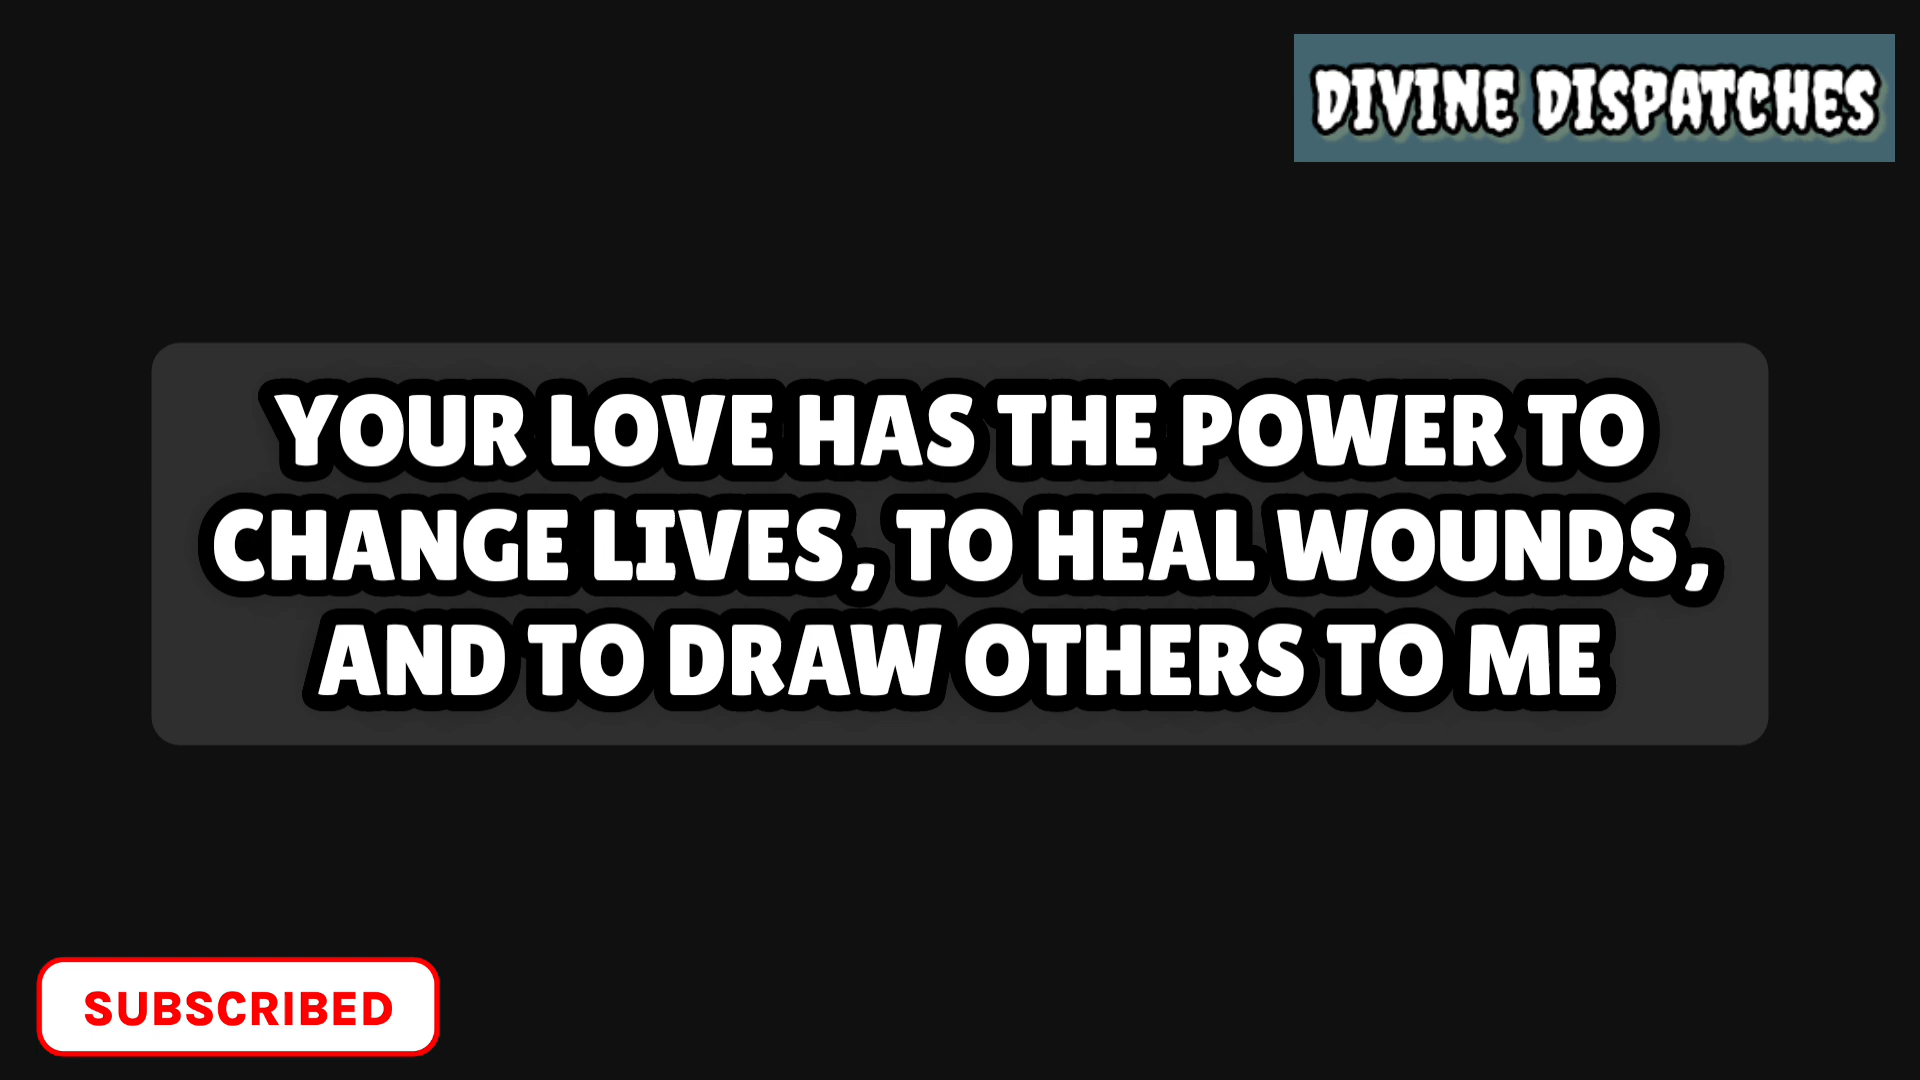 DIVINE DISPATCHES
YOUR LOVE HAS THE POWER TO
CHANGE LIVES, TO HEAL WOUNDS,
AND TO DRAW OTHERS TO ME
SUBSCRIBED